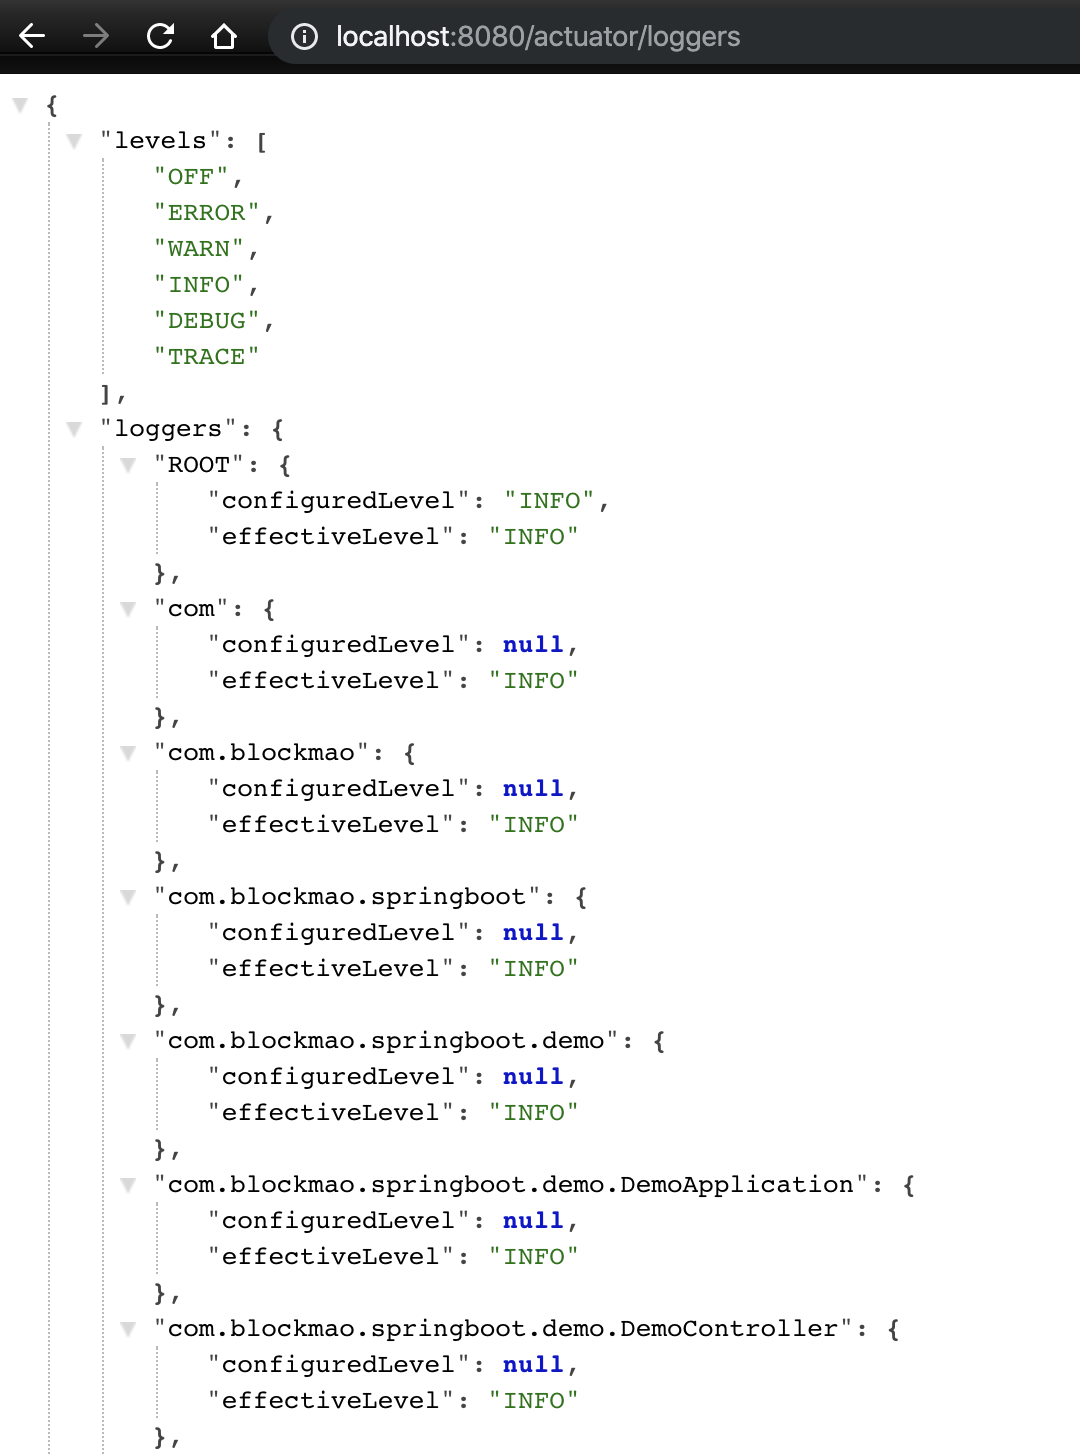 localhost:8080/actuator/loggers
{
"levels": [
"OFF",
"ERROR",
"WARN",
"INFO",
"DEBUG",
"TRACE"
],
"loggers": {
"ROOT": {
"configuredLevel": "INFO",
"effectiveLevel": "INFO"
},
"com": {
"configuredLevel": null,
"effectiveLevel": "INFO"
},
"com.blockmao": {
"configuredLevel": null,
"effectiveLevel": "INFO"
},
"com.blockmao.springboot": {
"configuredLevel": null,
"effectiveLevel": "INFO"
},
"com.blockmao.springboot.demo": {
"configuredLevel": null,
"effectiveLevel": "INFO"
},
"com.blockmao.springboot.demo.DemoApplication": {
"configuredLevel": null,
"effectiveLevel": "INFO"
},
"com.blockmao.springboot.demo.DemoController": {
"configuredLevel": null,
"effectiveLevel": "INFO"
},